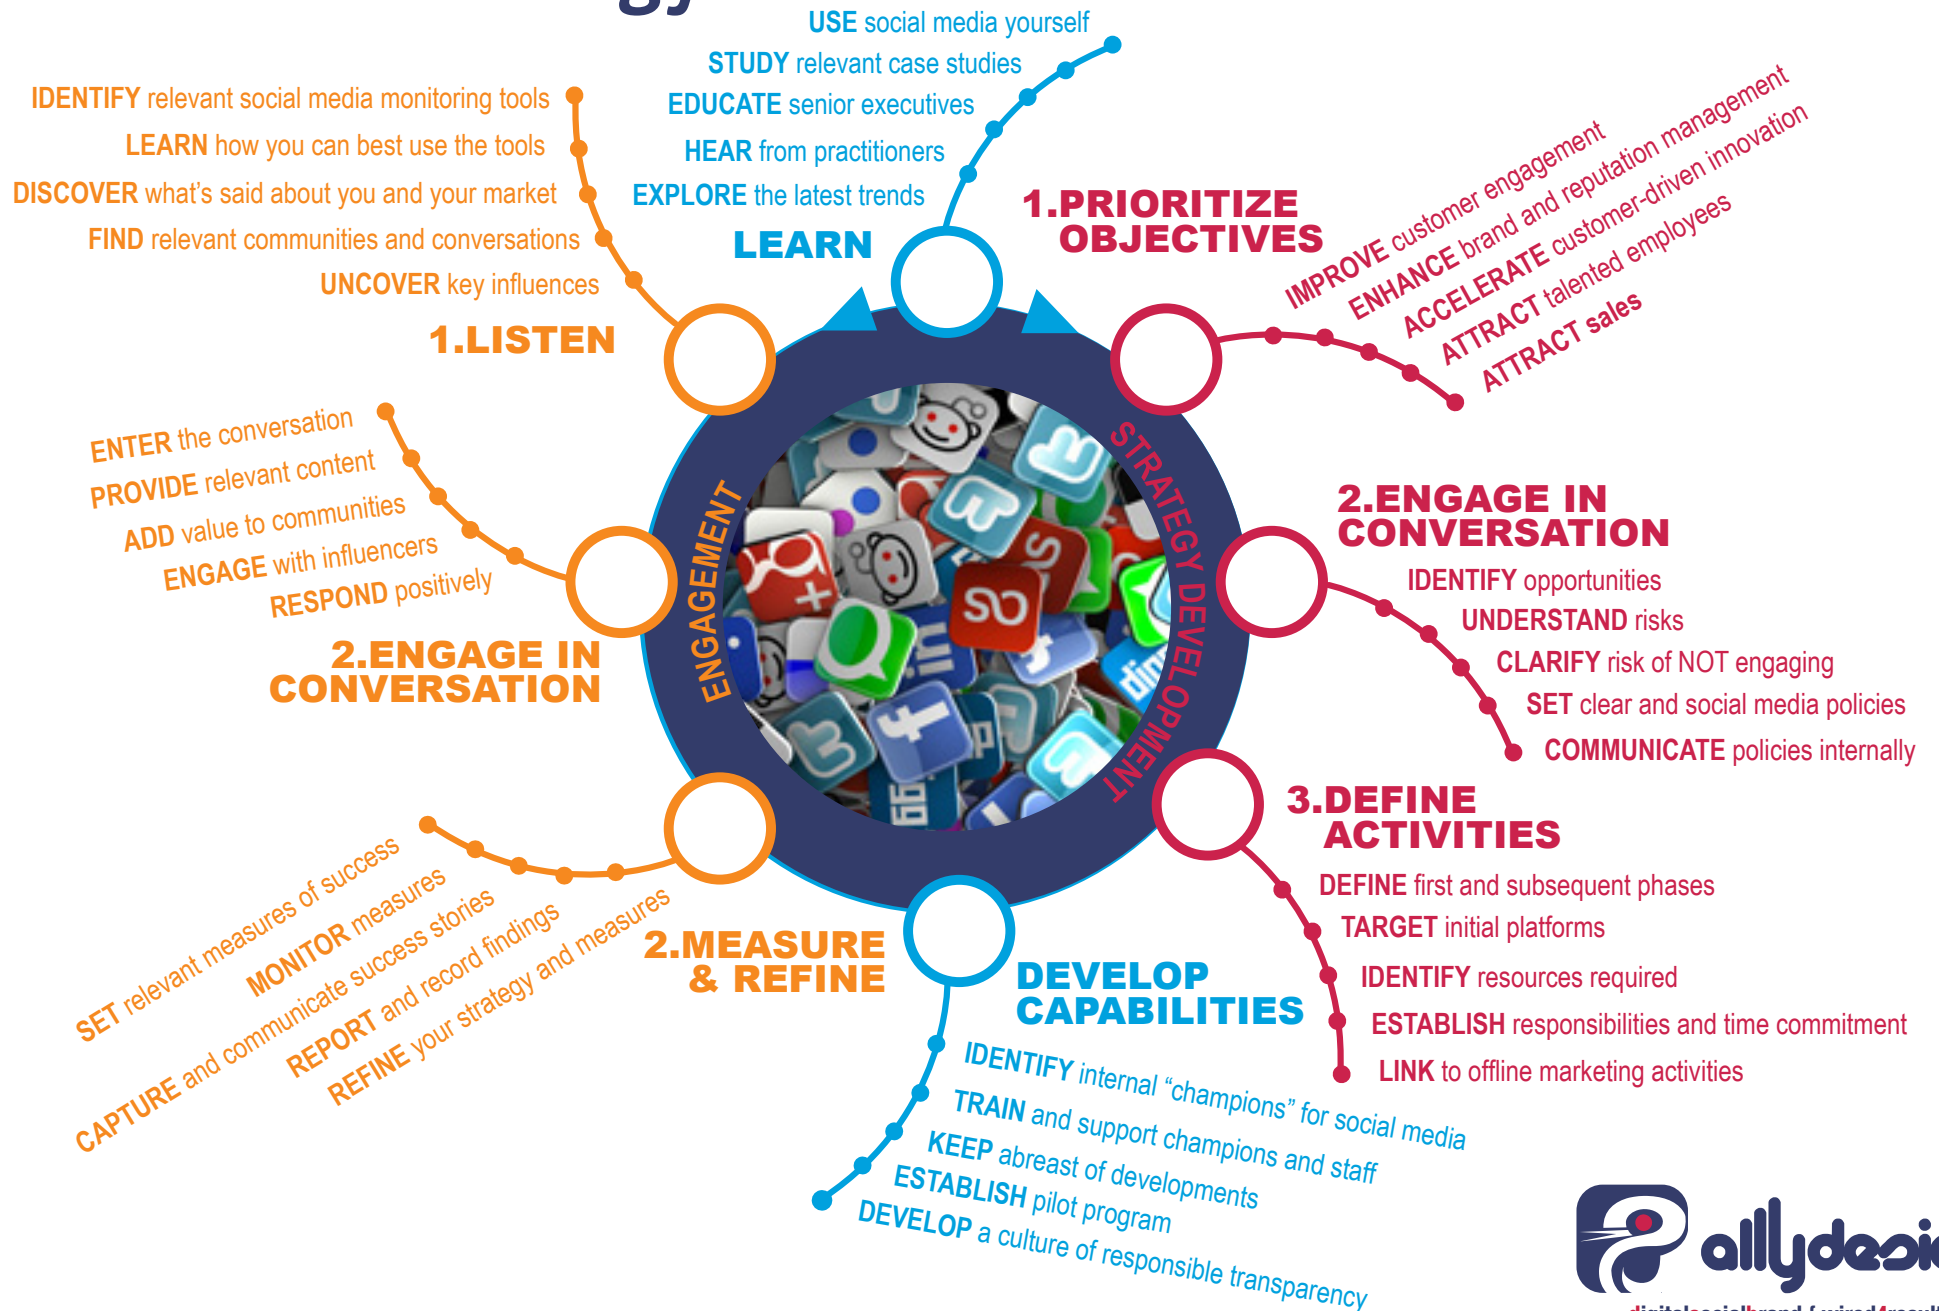 USE social media yourself
STUDY relevant case studies
EDUCATE senior executives
HEAR from practitioners
EXPLORE the latest trends
LEARN
IDENTIFY relevant social media monitoring tools
LEARN how you can best use the tools
DISCOVER what's said about you and your market
FIND relevant communities and conversations
UNCOVER key influences
1.LISTEN
1.PRIORITIZE
OBJECTIVES
IMPROVE customer engagement
ENHANCE brand and reputation management
ACCELERATE customer-driven innovation
ATTRACT talented employees
ATTRACT sales
ENTER the conversation
PROVIDE relevant content
ADD value to communities
ENGAGE with influencers
RESPOND positively
2.ENGAGE IN
CONVERSATION
ENGAGEMENT
STRATEGY DEVELOPMENT
2.ENGAGE IN
CONVERSATION
IDENTIFY opportunities
UNDERSTAND risks
CLARIFY risk of NOT engaging
SET clear and social media policies
COMMUNICATE policies internally
3.DEFINE
ACTIVITIES
DEFINE first and subsequent phases
TARGET initial platforms
IDENTIFY resources required
ESTABLISH responsibilities and time commitment
LINK to offline marketing activities
SET relevant measures of success
MONITOR measures
CAPTURE and communicate success stories
REPORT and record findings
REFINE your strategy and measures
2.MEASURE
& REFINE
DEVELOP
CAPABILITIES
IDENTIFY internal “champions” for social media
TRAIN and support champions and staff
KEEP abreast of developments
ESTABLISH pilot program
DEVELOP a culture of responsible transparency